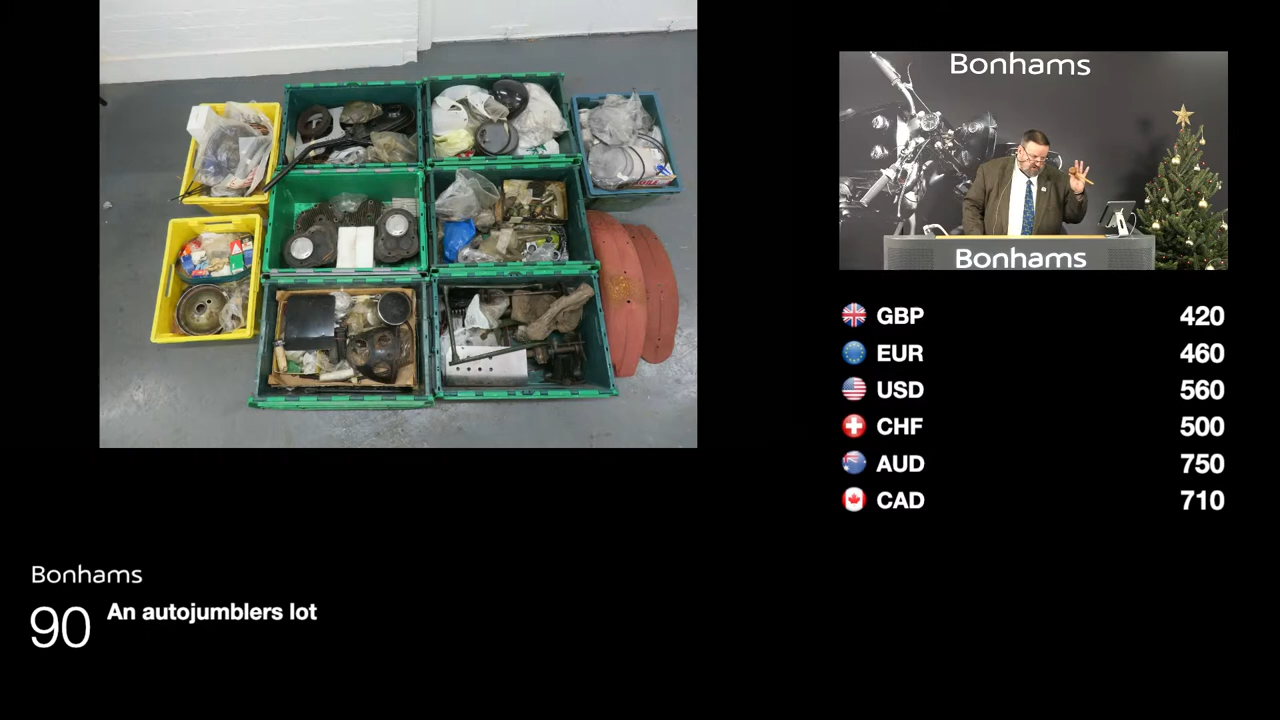 Bonhams
Bonhams
GBP 420
EUR 460
USD 560
CHF 500
AUD 750
CAD 710
Bonhams
90 An autojumblers lot